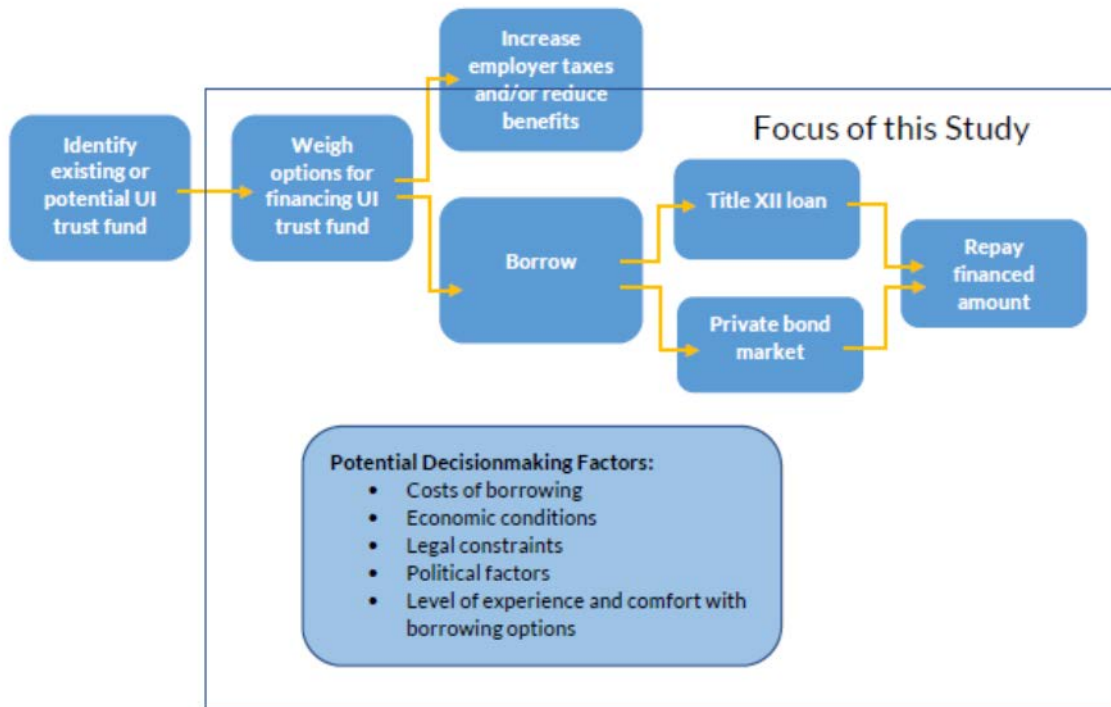 Increase
employer taxes
and/or reduce
benefits
Focus of this Study
Identify
existing or
potential UI
trust fund
Weigh
options for
financing UI
trust fund
Borrow
Title XII loan
Private bond
market
Repay
financed
amount
Potential Decisionmaking Factors:
• Costs of borrowing
• Economic conditions
• Legal constraints
• Political factors
• Level of experience and comfort with
borrowing options